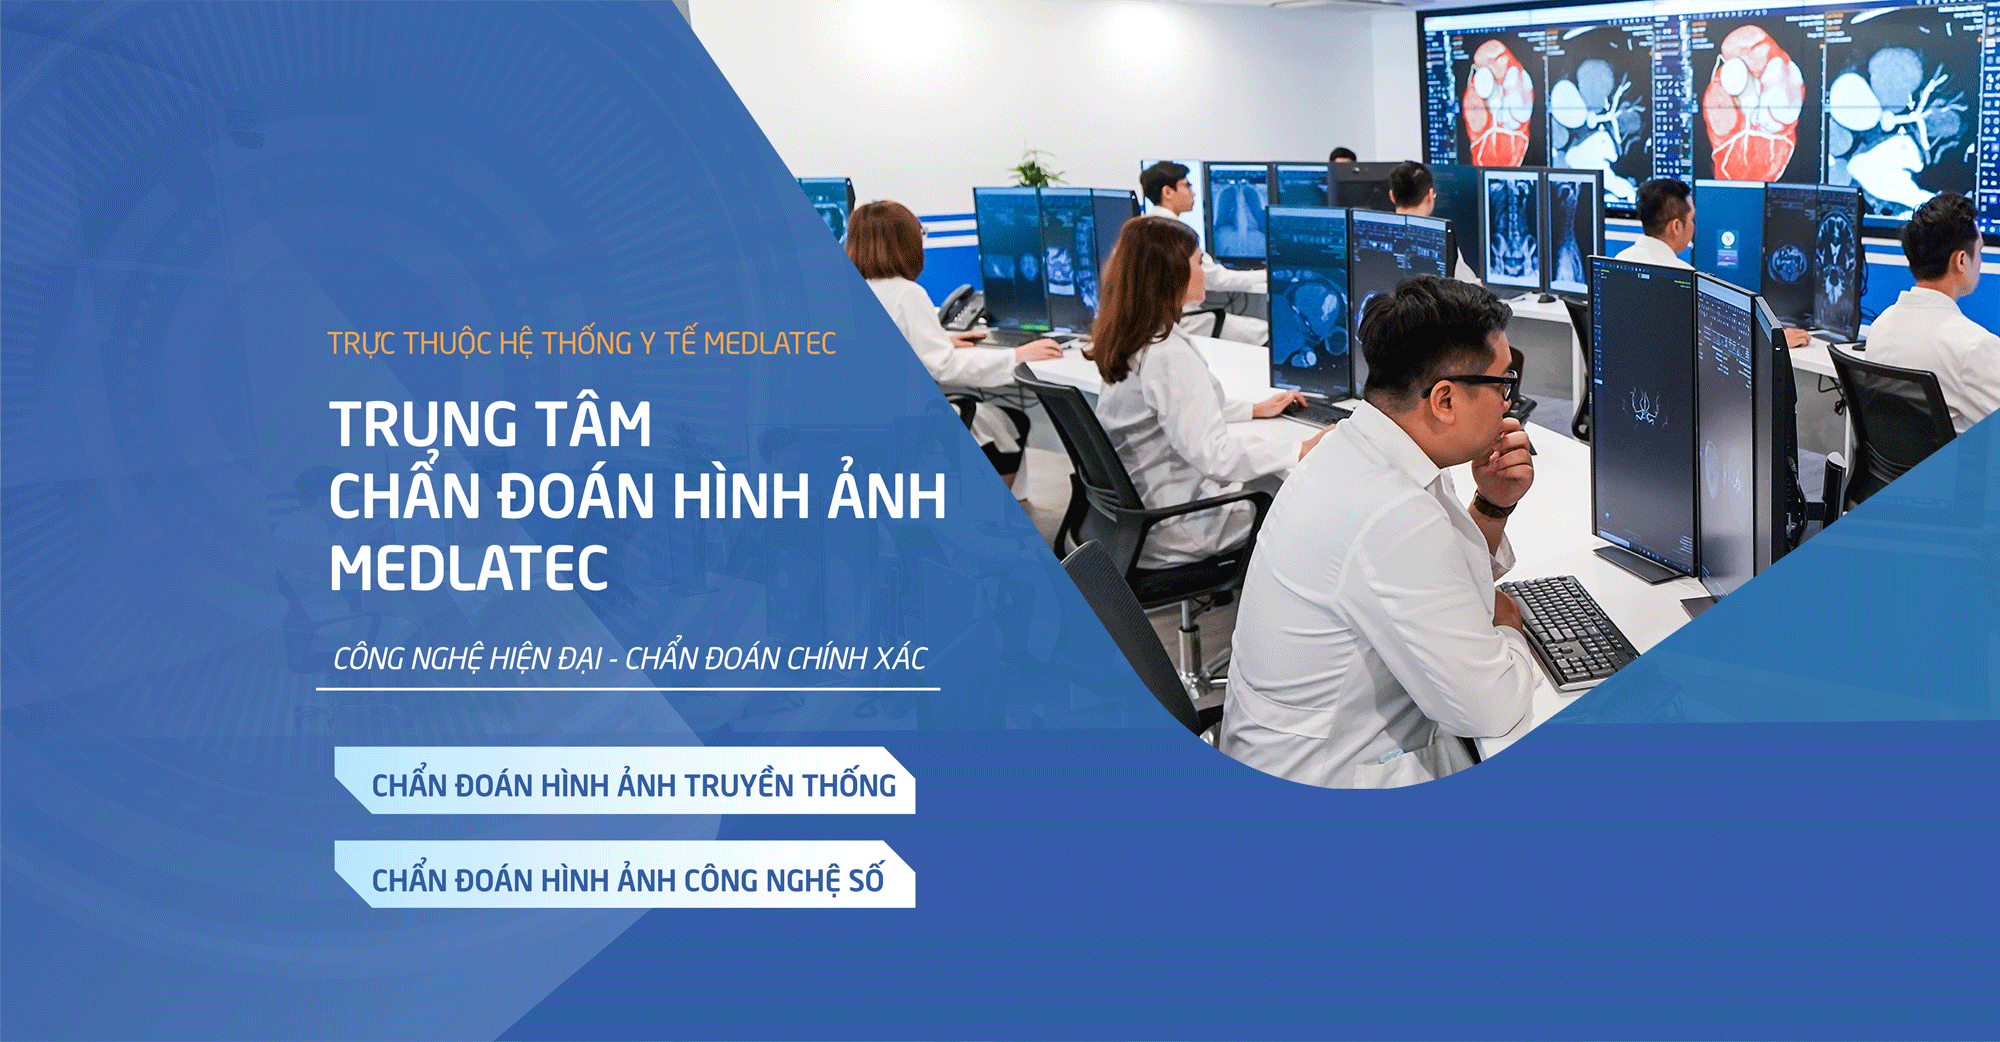 TRỰC THUỘC HỆ THỐNG Y TẾ MEDLATEC
TRUNG TÂM
CHẨN ĐOÁN HÌNH ẢNH
MEDLATEC
CÔNG NGHỆ HIỆN ĐẠI - CHẨN ĐOÁN CHÍNH XÁC
CHẨN ĐOÁN HÌNH ẢNH TRUYỀN THỐNG
CHẨN ĐOÁN HÌNH ẢNH CÔNG NGHỆ SỐ